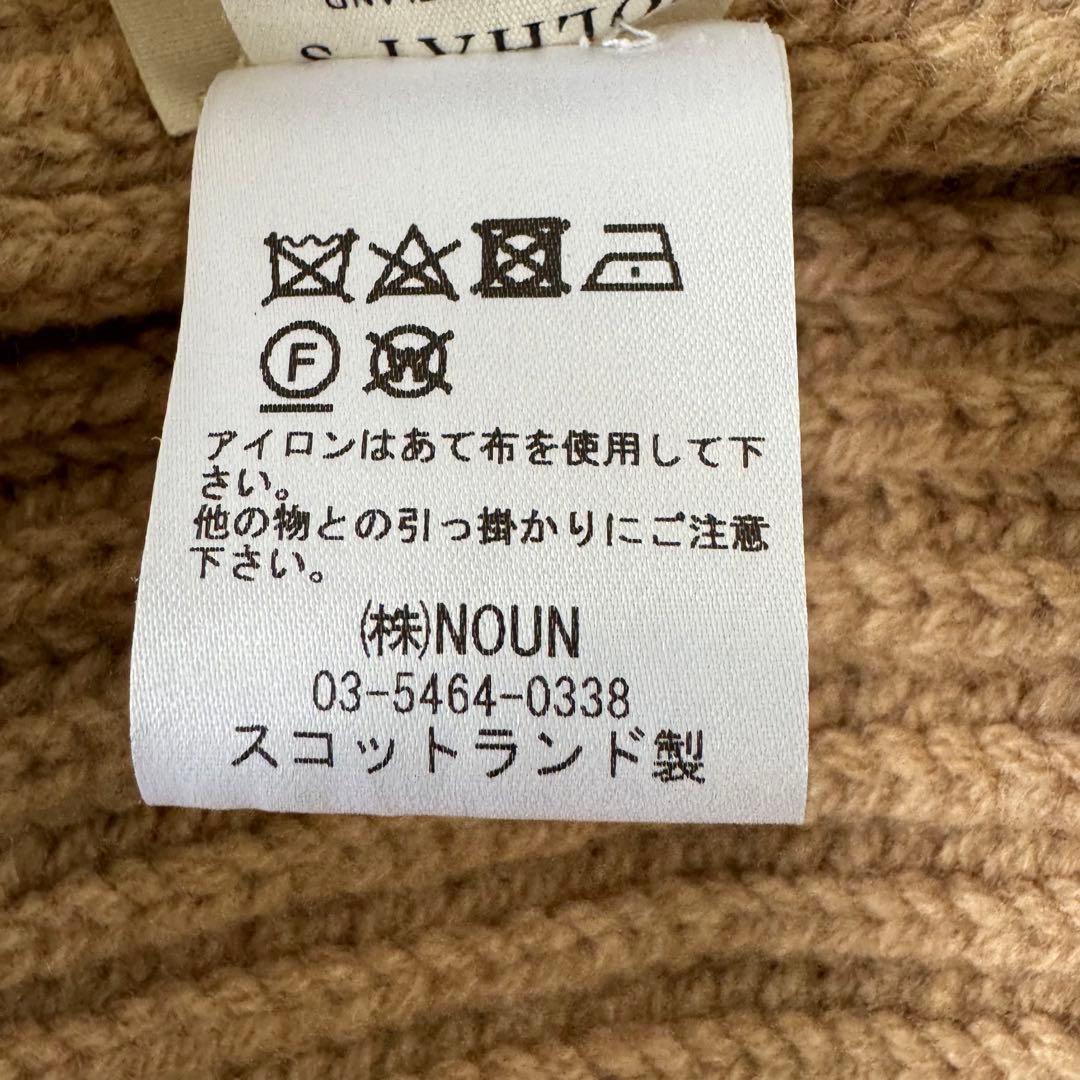 F
W
アイロンはあて布を使用して下
さい。
他の物との引っ掛かりにご注意
下さい。
㈱NOUN
03-5464-0338
スコットランド製